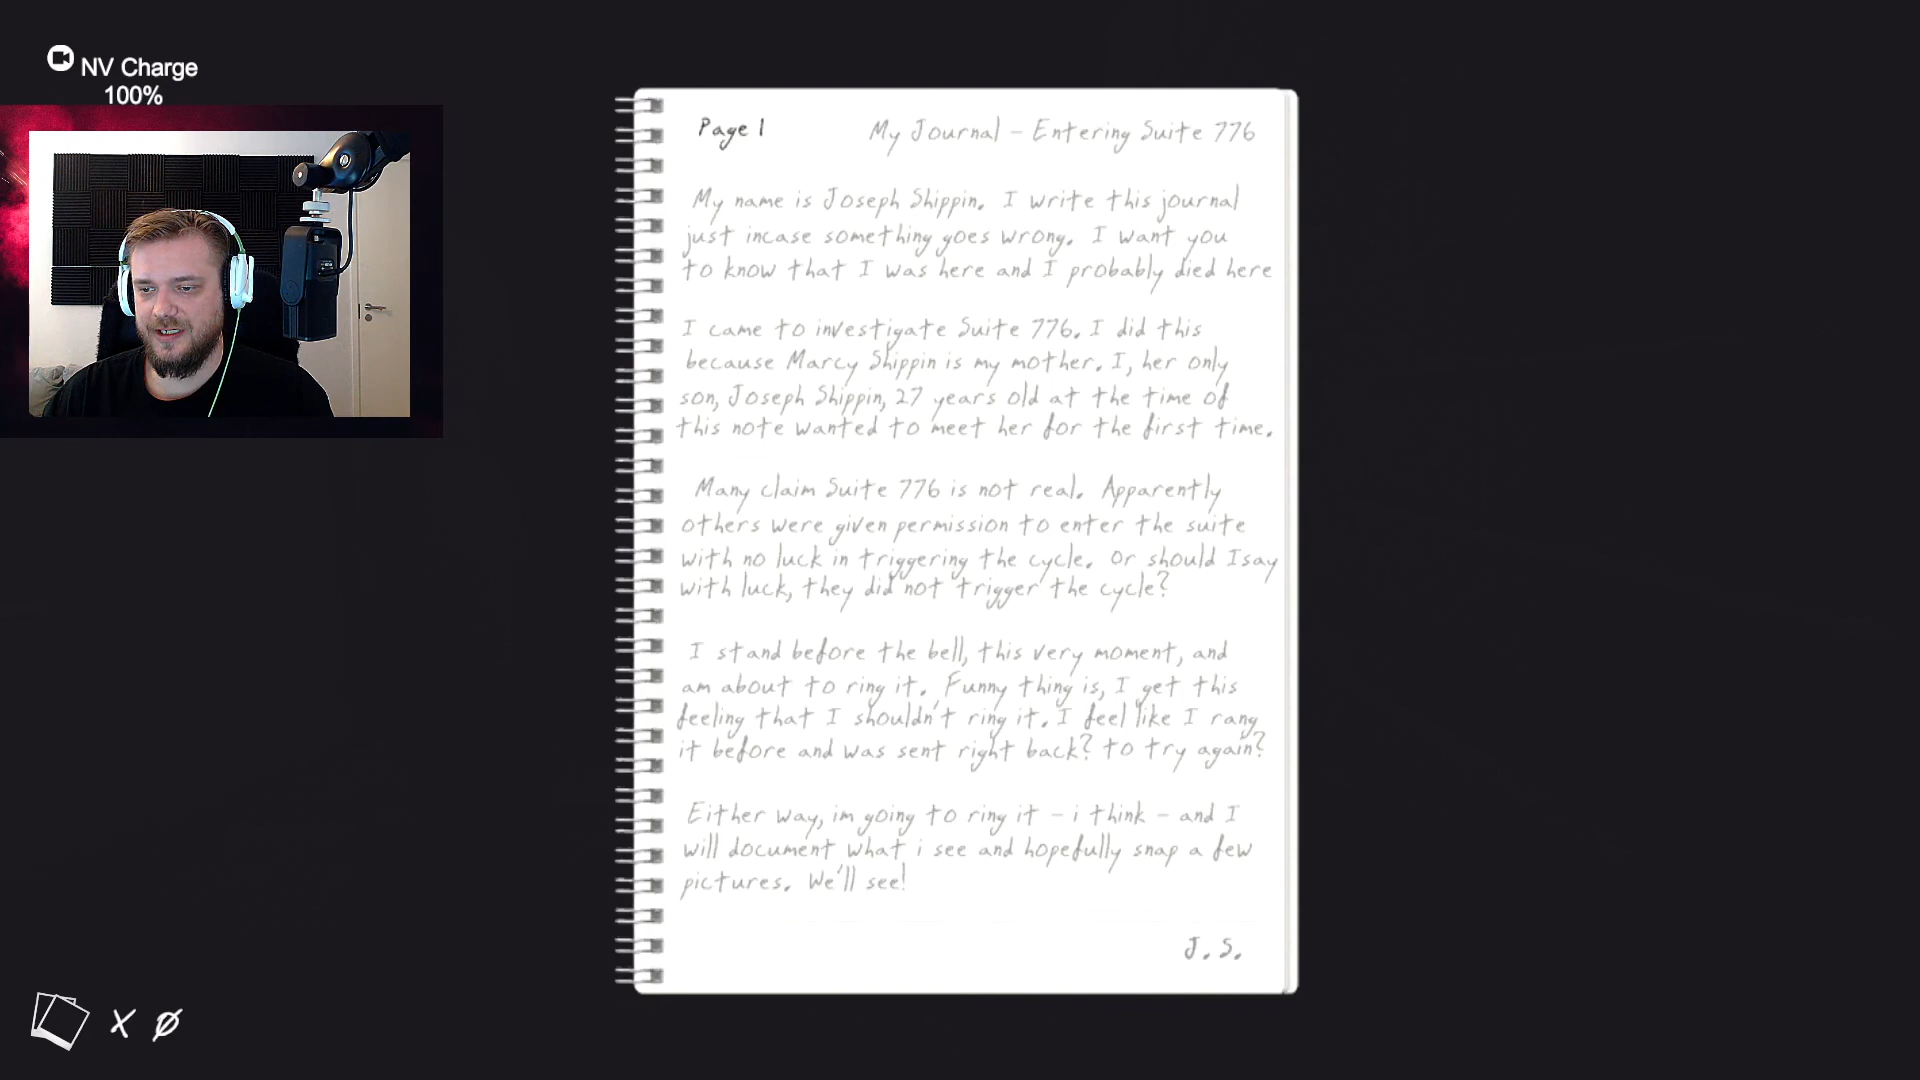 NV Charge
100%
Page 1
My Journal - Entering Suite 776
My name is Joseph Shippin. I write this journal
just incase something goes wrong. I want you
to know that I was here and I probably died here
I came to investigate Suite 776. I did this
because Marcy Shippin is my mother. I, her only
son, Joseph Shippin, 27 years old at the time of
this note wanted to meet her for the first time.
Many claim Suite 776 is not real. Apparently
others were given permission to enter the suite
with no luck in triggering the cycle. Or should I say
with luck, they did not trigger the cycle?
I stand before the bell, this very moment, and
am about to ring it. Funny thing is, I get this
feeling that I shouldn't ring it. I feel like I rang
it before and was sent right back? to try again?
Either way, im going to ring it - i think - and I
will document what i see and hopefully snap a few
pictures. We'll see!
J.S.
X 0